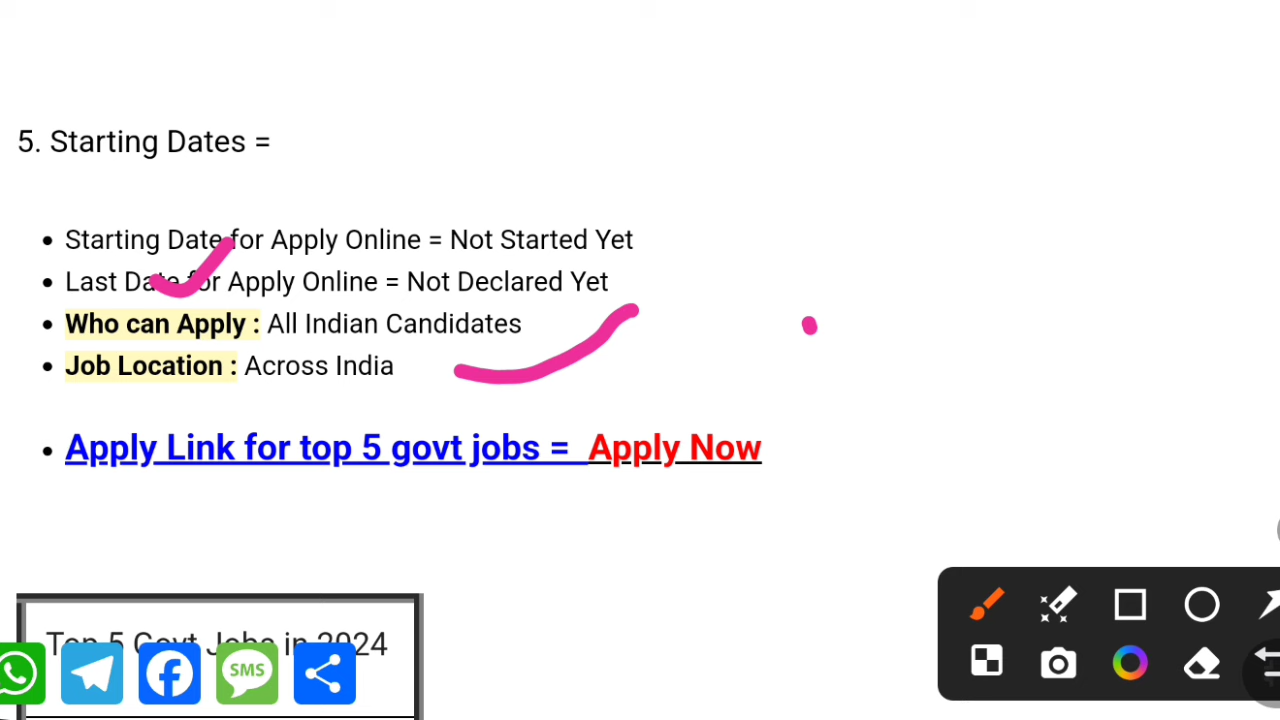 5. Starting Dates =
• Starting Date for Apply Online = Not Started Yet
• Last Date for Apply Online = Not Declared Yet
• Who can Apply : All Indian Candidates
• Job Location : Across India
• Apply Link for top 5 govt jobs = Apply Now
Top 5 Govt Jobs in 2024
SMS